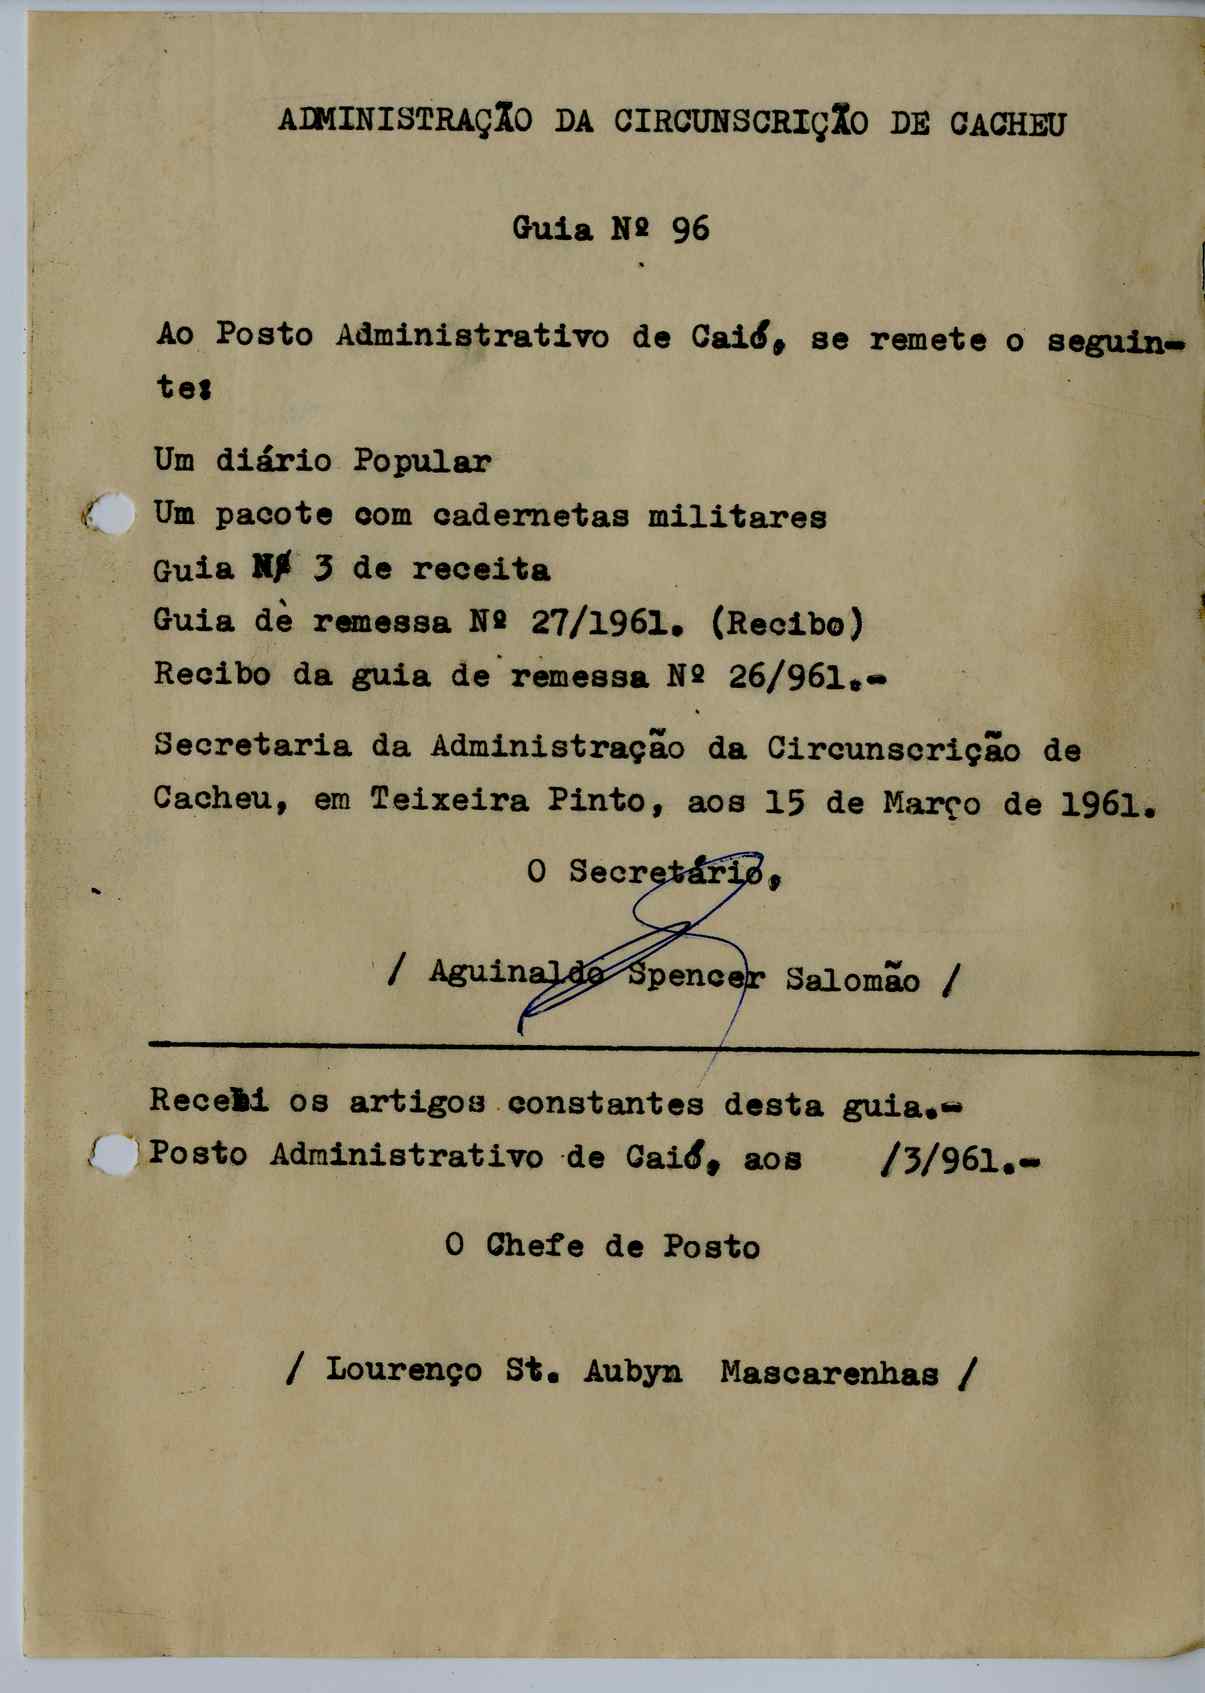 ADMINISTRAÇÃO DA CIRCUNSCRIÇÃO DE CACHEU
Guia Nº 96
Ao Posto Administrativo de Caió, se remete o seguin-
te:
Um diário Popular
Um pacote com cadernetas militares
Guia Nº 3 de receita
Guia de remessa Nº 27/1961. (Recibo)
Recibo da guia de remessa Nº 26/961.-
Secretaria da Administração da Circunscrição de
Cacheu, em Teixeira Pinto, aos 15 de Março de 1961.
O Secretário,
/ Aguinaldo Spencer Salomão /
Recebi os artigos constantes desta guia.-
Posto Administrativo de Caió, aos /3/961.-
O Chefe de Posto
/ Lourenço St. Aubyn Mascarenhas /